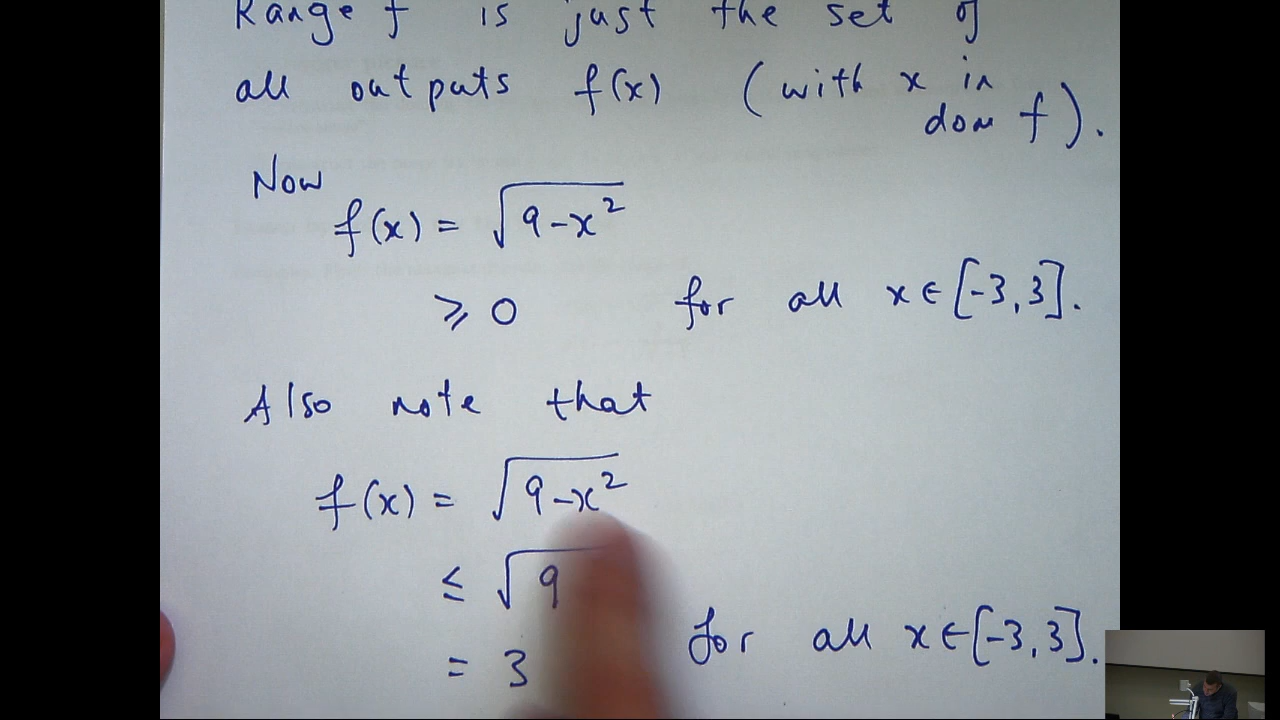 Range f is just the set of
all outputs f(x) (with x in
dom f).
Now
f(x) = √(9-x²)
≥ 0 for all x ∈ [-3,3].
Also note that
f(x) = √(9-x²)
≤ √9
= 3 for all x ∈ [-3,3].